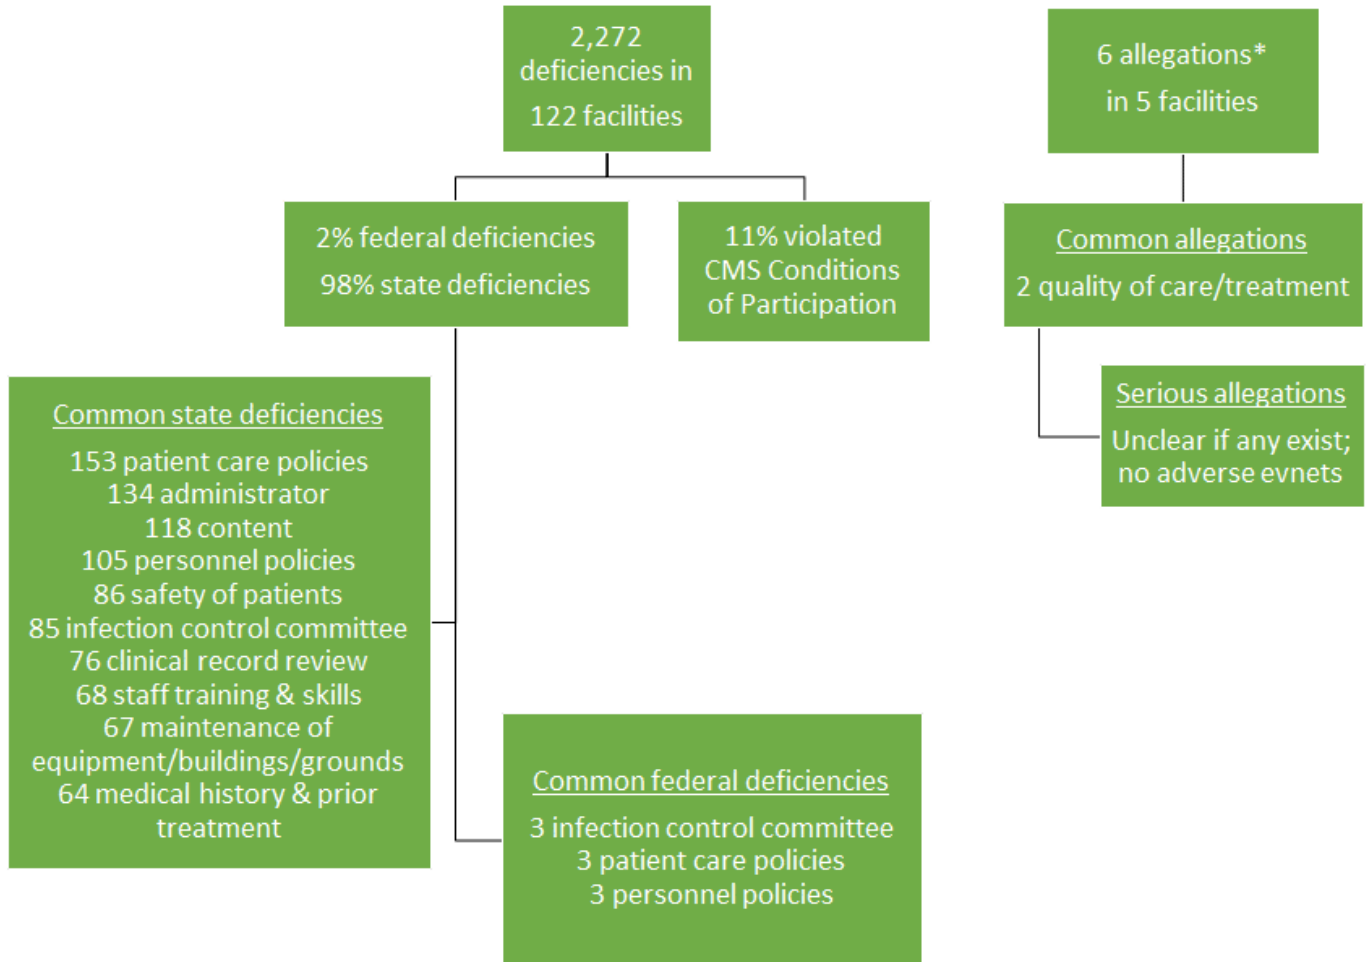 2,272
deficiencies in
122 facilities
6 allegations*
in 5 facilities
2% federal deficiencies
98% state deficiencies
11% violated
CMS Conditions
of Participation
Common allegations
2 quality of care/treatment
Serious allegations
Unclear if any exist;
no adverse evnets
Common state deficiencies
153 patient care policies
134 administrator
118 content
105 personnel policies
86 safety of patients
85 infection control committee
76 clinical record review
68 staff training & skills
67 maintenance of
equipment/buildings/grounds
64 medical history & prior
treatment
Common federal deficiencies
3 infection control committee
3 patient care policies
3 personnel policies